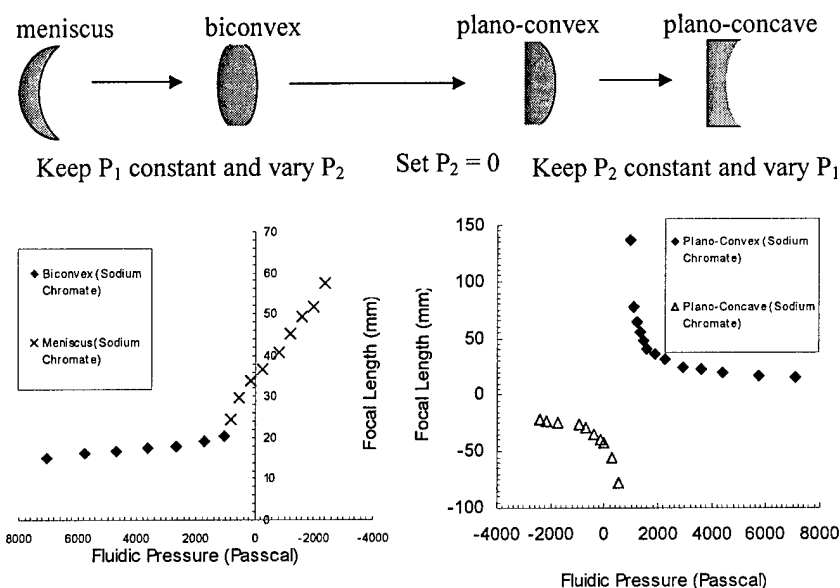 meniscus biconvex plano-convex plano-concave
Keep P₁ constant and vary P₂ Set P₂ = 0 Keep P₂ constant and vary P₁
Biconvex (Sodium
Chromate)
Meniscus (Sodium
Chromate)
70
60
50
40
30
20
10
0
Focal Length (mm)
8000 6000 4000 2000 0 -2000 -4000
Fluidic Pressure (Passcal)
Plano-Convex (Sodium
Chromate)
Plano-Concave (Sodium
Chromate)
150
100
50
0
-50
-100
Focal Length (mm)
-4000 -2000 0 2000 4000 6000 8000
Fluidic Pressure (Passcal)